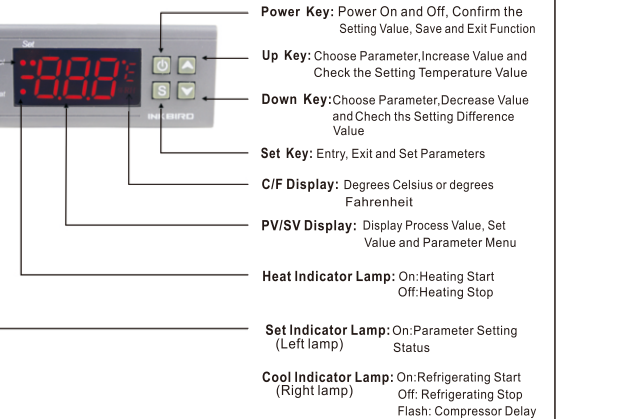 Power Key: Power On and Off, Confirm the
Setting Value, Save and Exit Function
Set
Up Key: Choose Parameter,Increase Value and
Check the Setting Temperature Value
S
Down Key:Choose Parameter,Decrease Value
and Chech ths Setting Difference
Value
INKBIRD
Set Key: Entry, Exit and Set Parameters
C/F Display: Degrees Celsius or degrees
Fahrenheit
PV/SV Display: Display Process Value, Set
Value and Parameter Menu
Heat Indicator Lamp: On:Heating Start
Off:Heating Stop
Set Indicator Lamp: On:Parameter Setting
(Left lamp) Status
Cool Indicator Lamp: On:Refrigerating Start
(Right lamp) Off: Refrigerating Stop
Flash: Compressor Delay